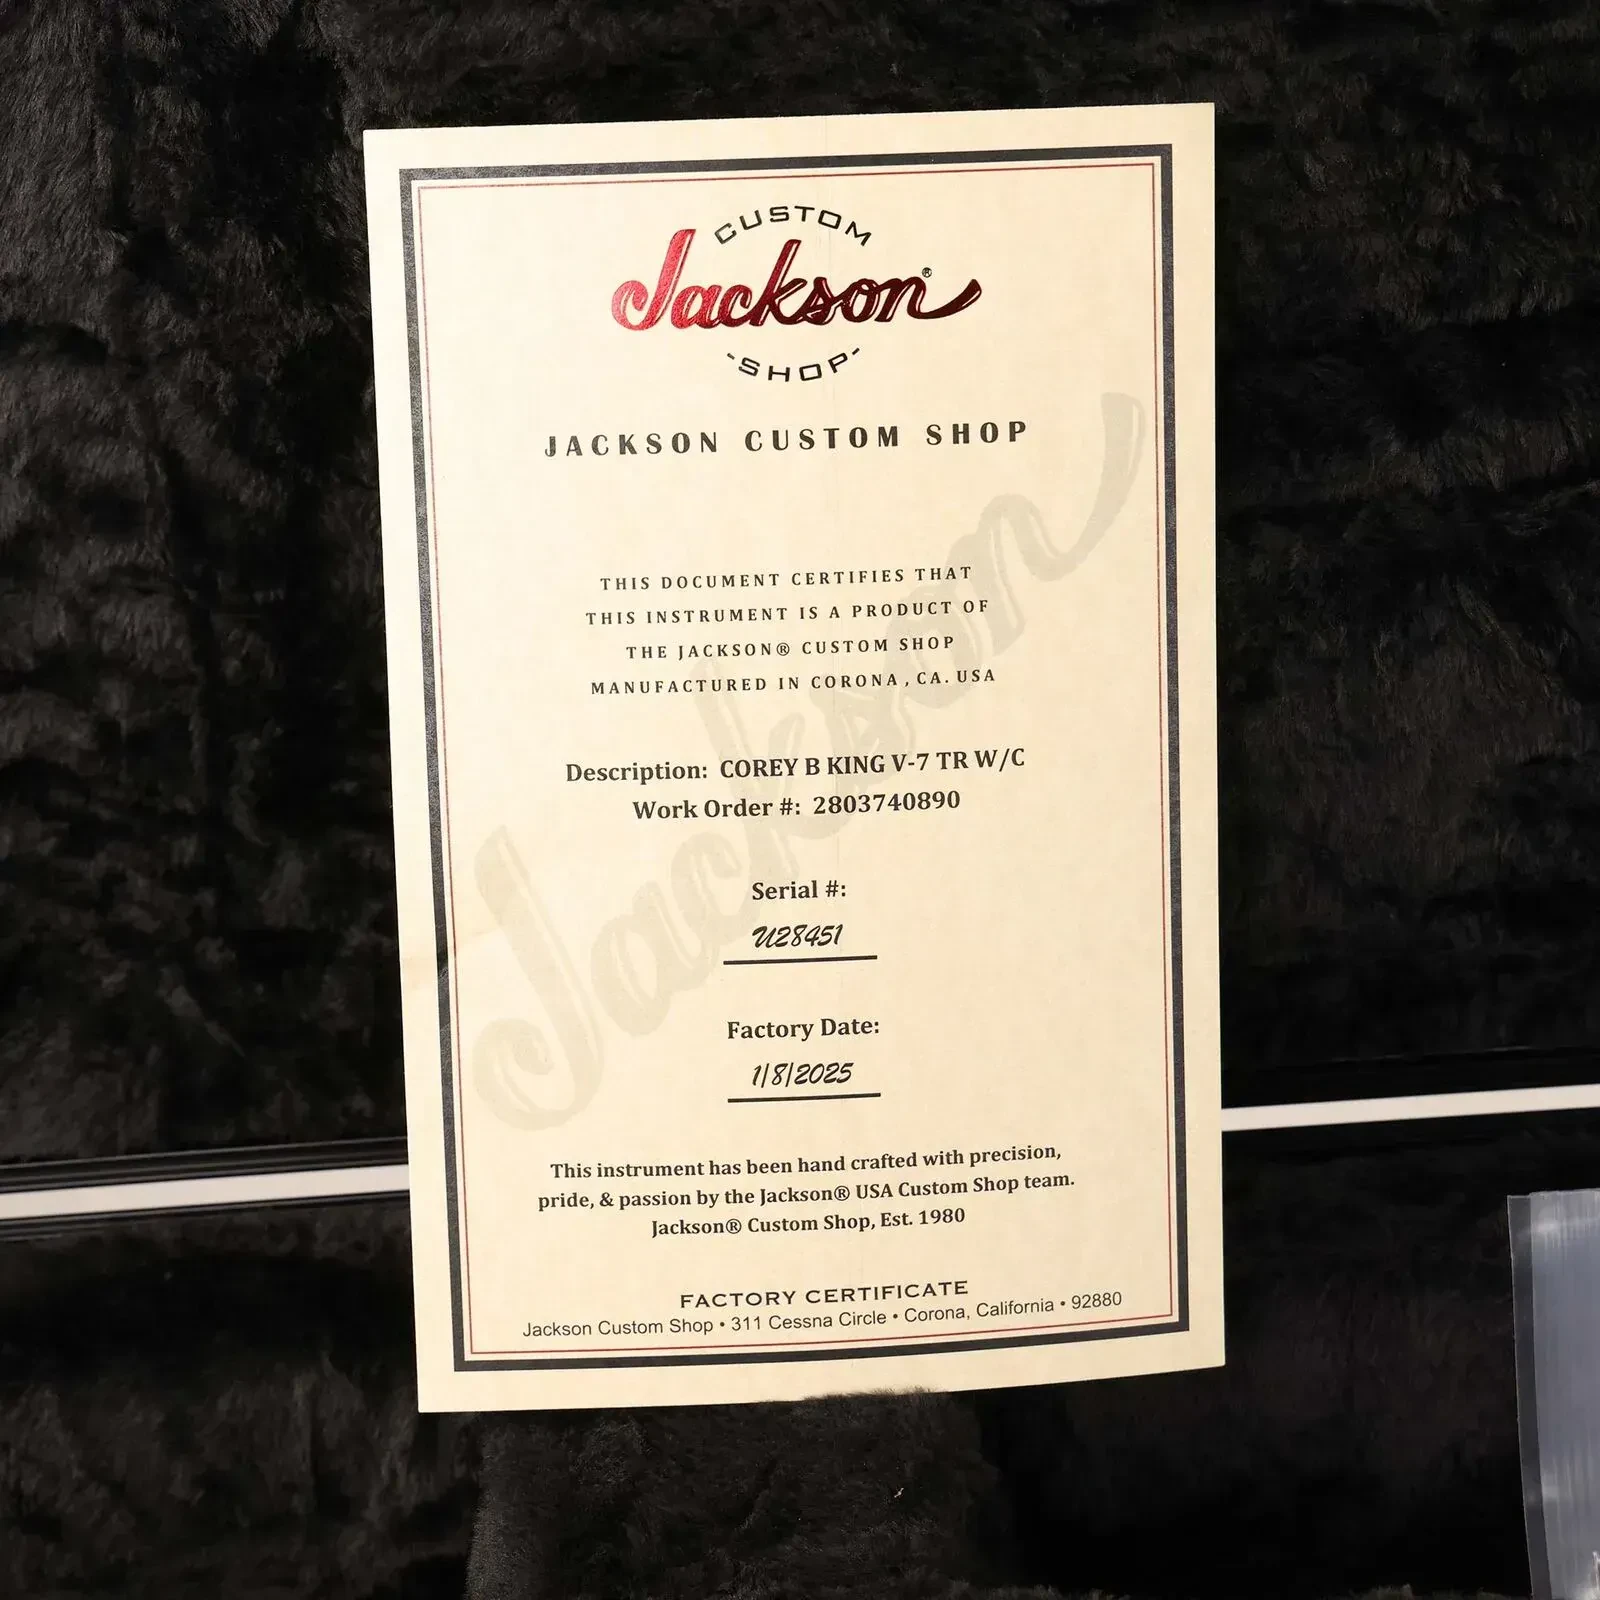 CUSTOM
Jackson®
-SHOP-
JACKSON CUSTOM SHOP
Jackson
THIS DOCUMENT CERTIFIES THAT
THIS INSTRUMENT IS A PRODUCT OF
THE JACKSON® CUSTOM SHOP
MANUFACTURED IN CORONA, CA. USA
Description: COREY B KING V-7 TR W/C
Work Order #: 2803740890
Serial #:
U28451
Factory Date:
1/8/2025
This instrument has been hand crafted with precision,
pride, & passion by the Jackson® USA Custom Shop team.
Jackson® Custom Shop, Est. 1980
FACTORY CERTIFICATE
Jackson Custom Shop • 311 Cessna Circle • Corona, California • 92880